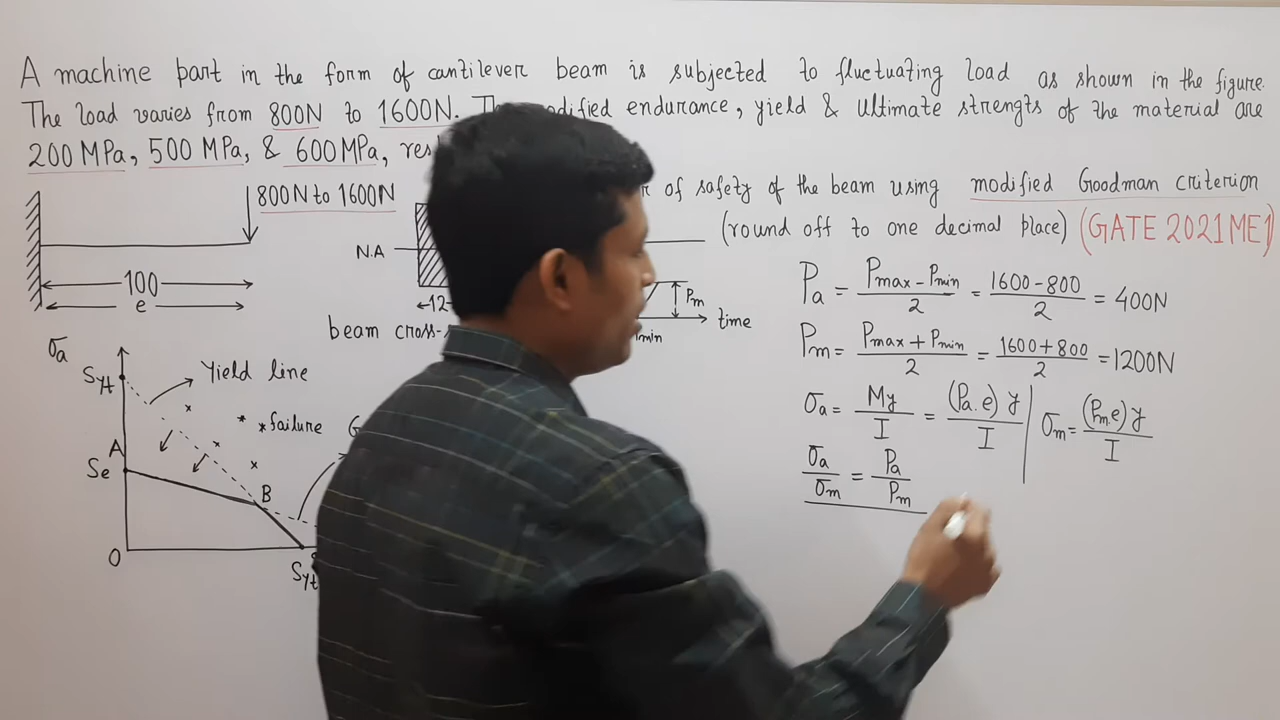 A machine part in the form of cantilever beam is subjected to fluctuating load as shown in the figure.
The load varies from 800N to 1600N. endurance, yield & ultimate strengts of the material are
200 MPa, 500 MPa, & 600 MPa,
of safety of the beam using modified Goodman criterion
(round off to one decimal place) (GATE 2021 ME1)
800N to 1600N
N.A
100
e
←12
beam cross-
Pm
time
σa
Syt
Yield line
failure
A
Se
B
O
Syt
Pa = (Pmax - Pmin)/2 = (1600-800)/2 = 400N
Pm = (Pmax + Pmin)/2 = (1600+800)/2 = 1200N
σa = My/I = (Pa.e) y/I | σm = (Pm.e) y/I
σa/σm = Pa/Pm